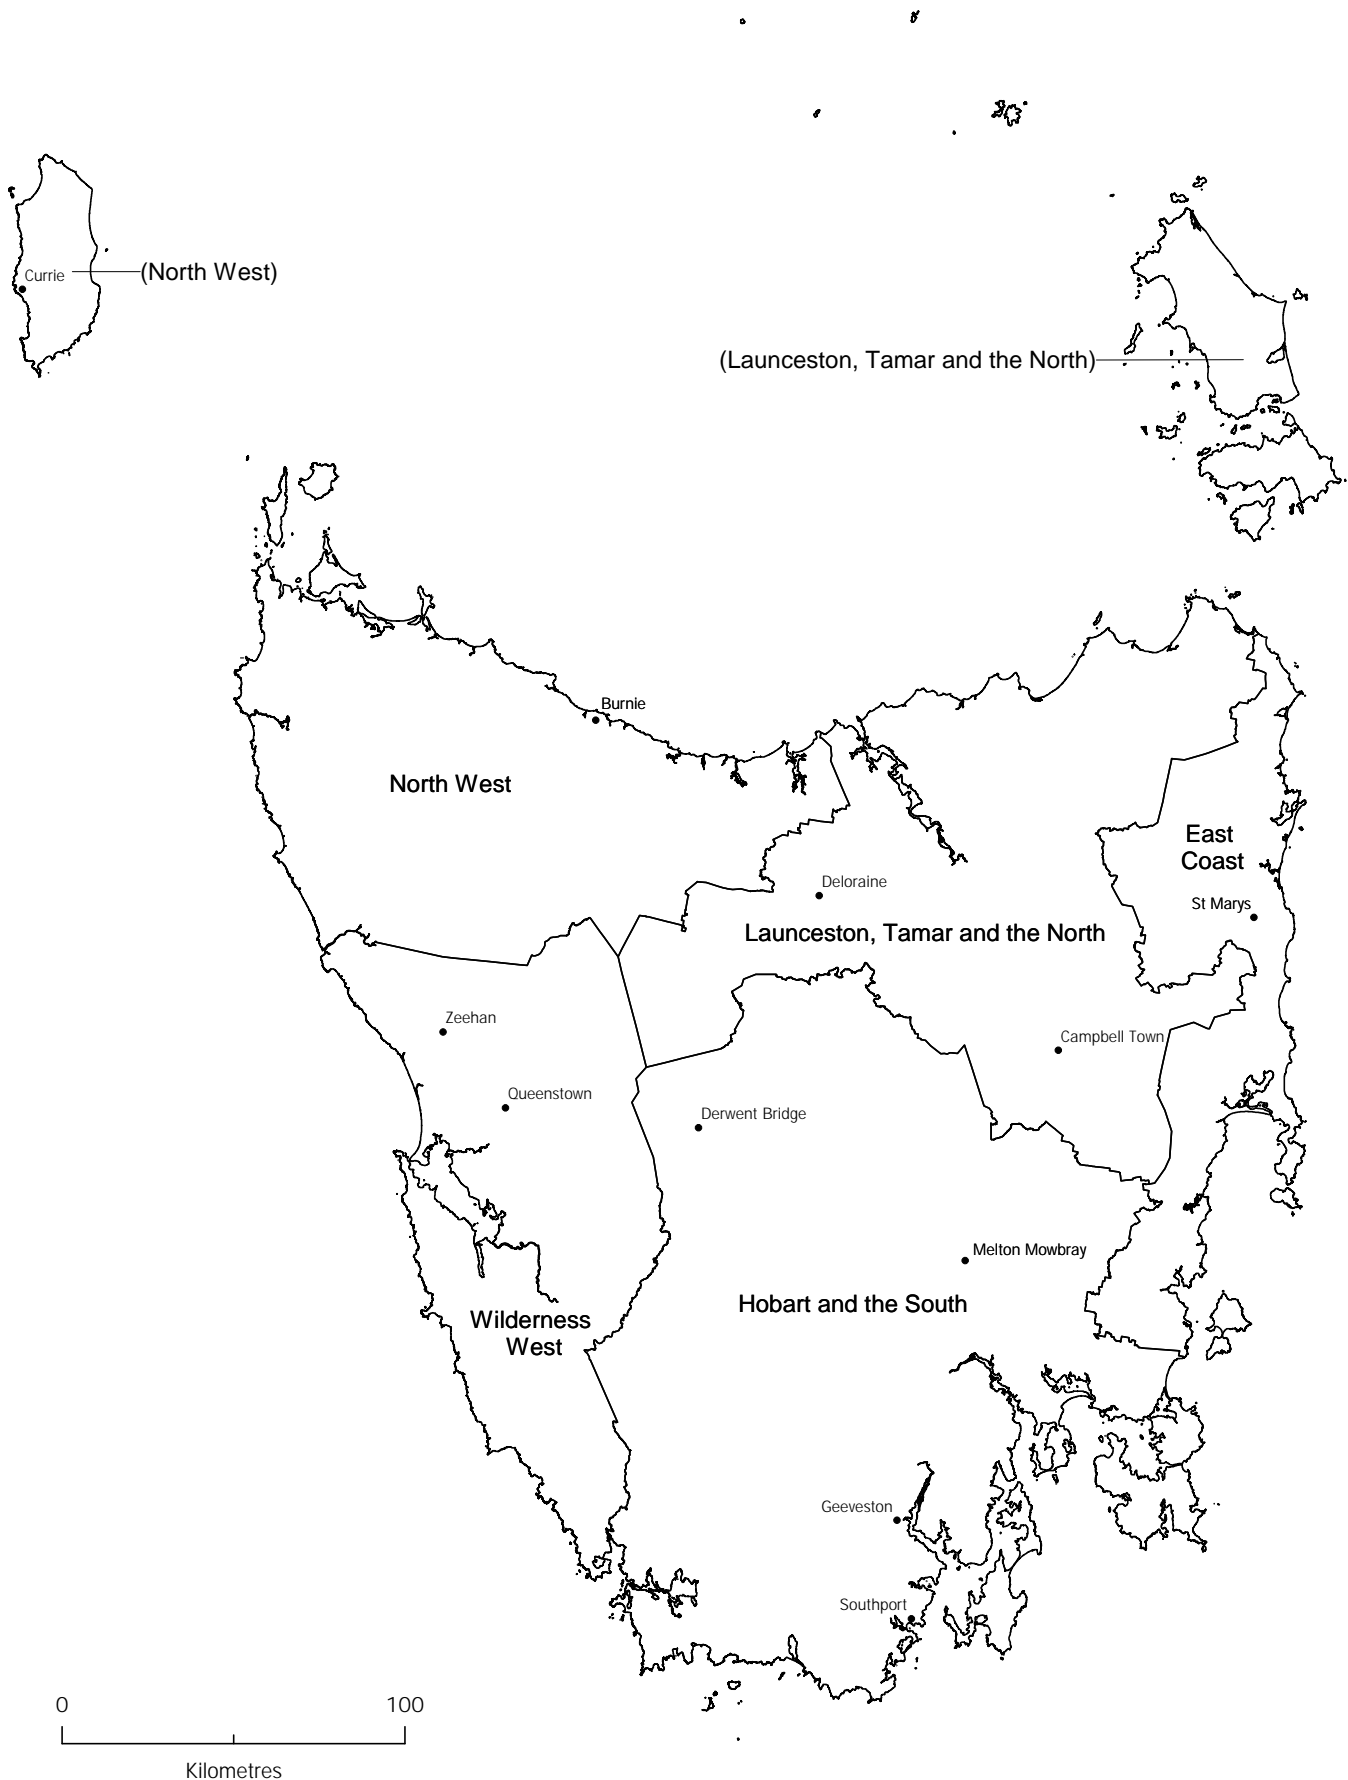 Currie
(North West)
(Launceston, Tamar and the North)
Burnie
North West
East
Coast
Deloraine
St Marys
Launceston, Tamar and the North
Zeehan
Campbell Town
Queenstown
Derwent Bridge
Melton Mowbray
Hobart and the South
Wilderness
West
Geeveston
Southport
0 100
Kilometres